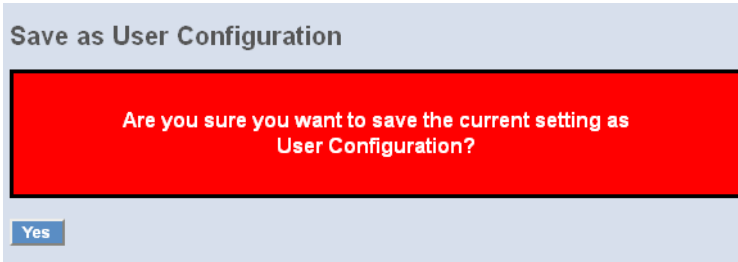 Save as User Configuration
Are you sure you want to save the current setting as
User Configuration?
Yes